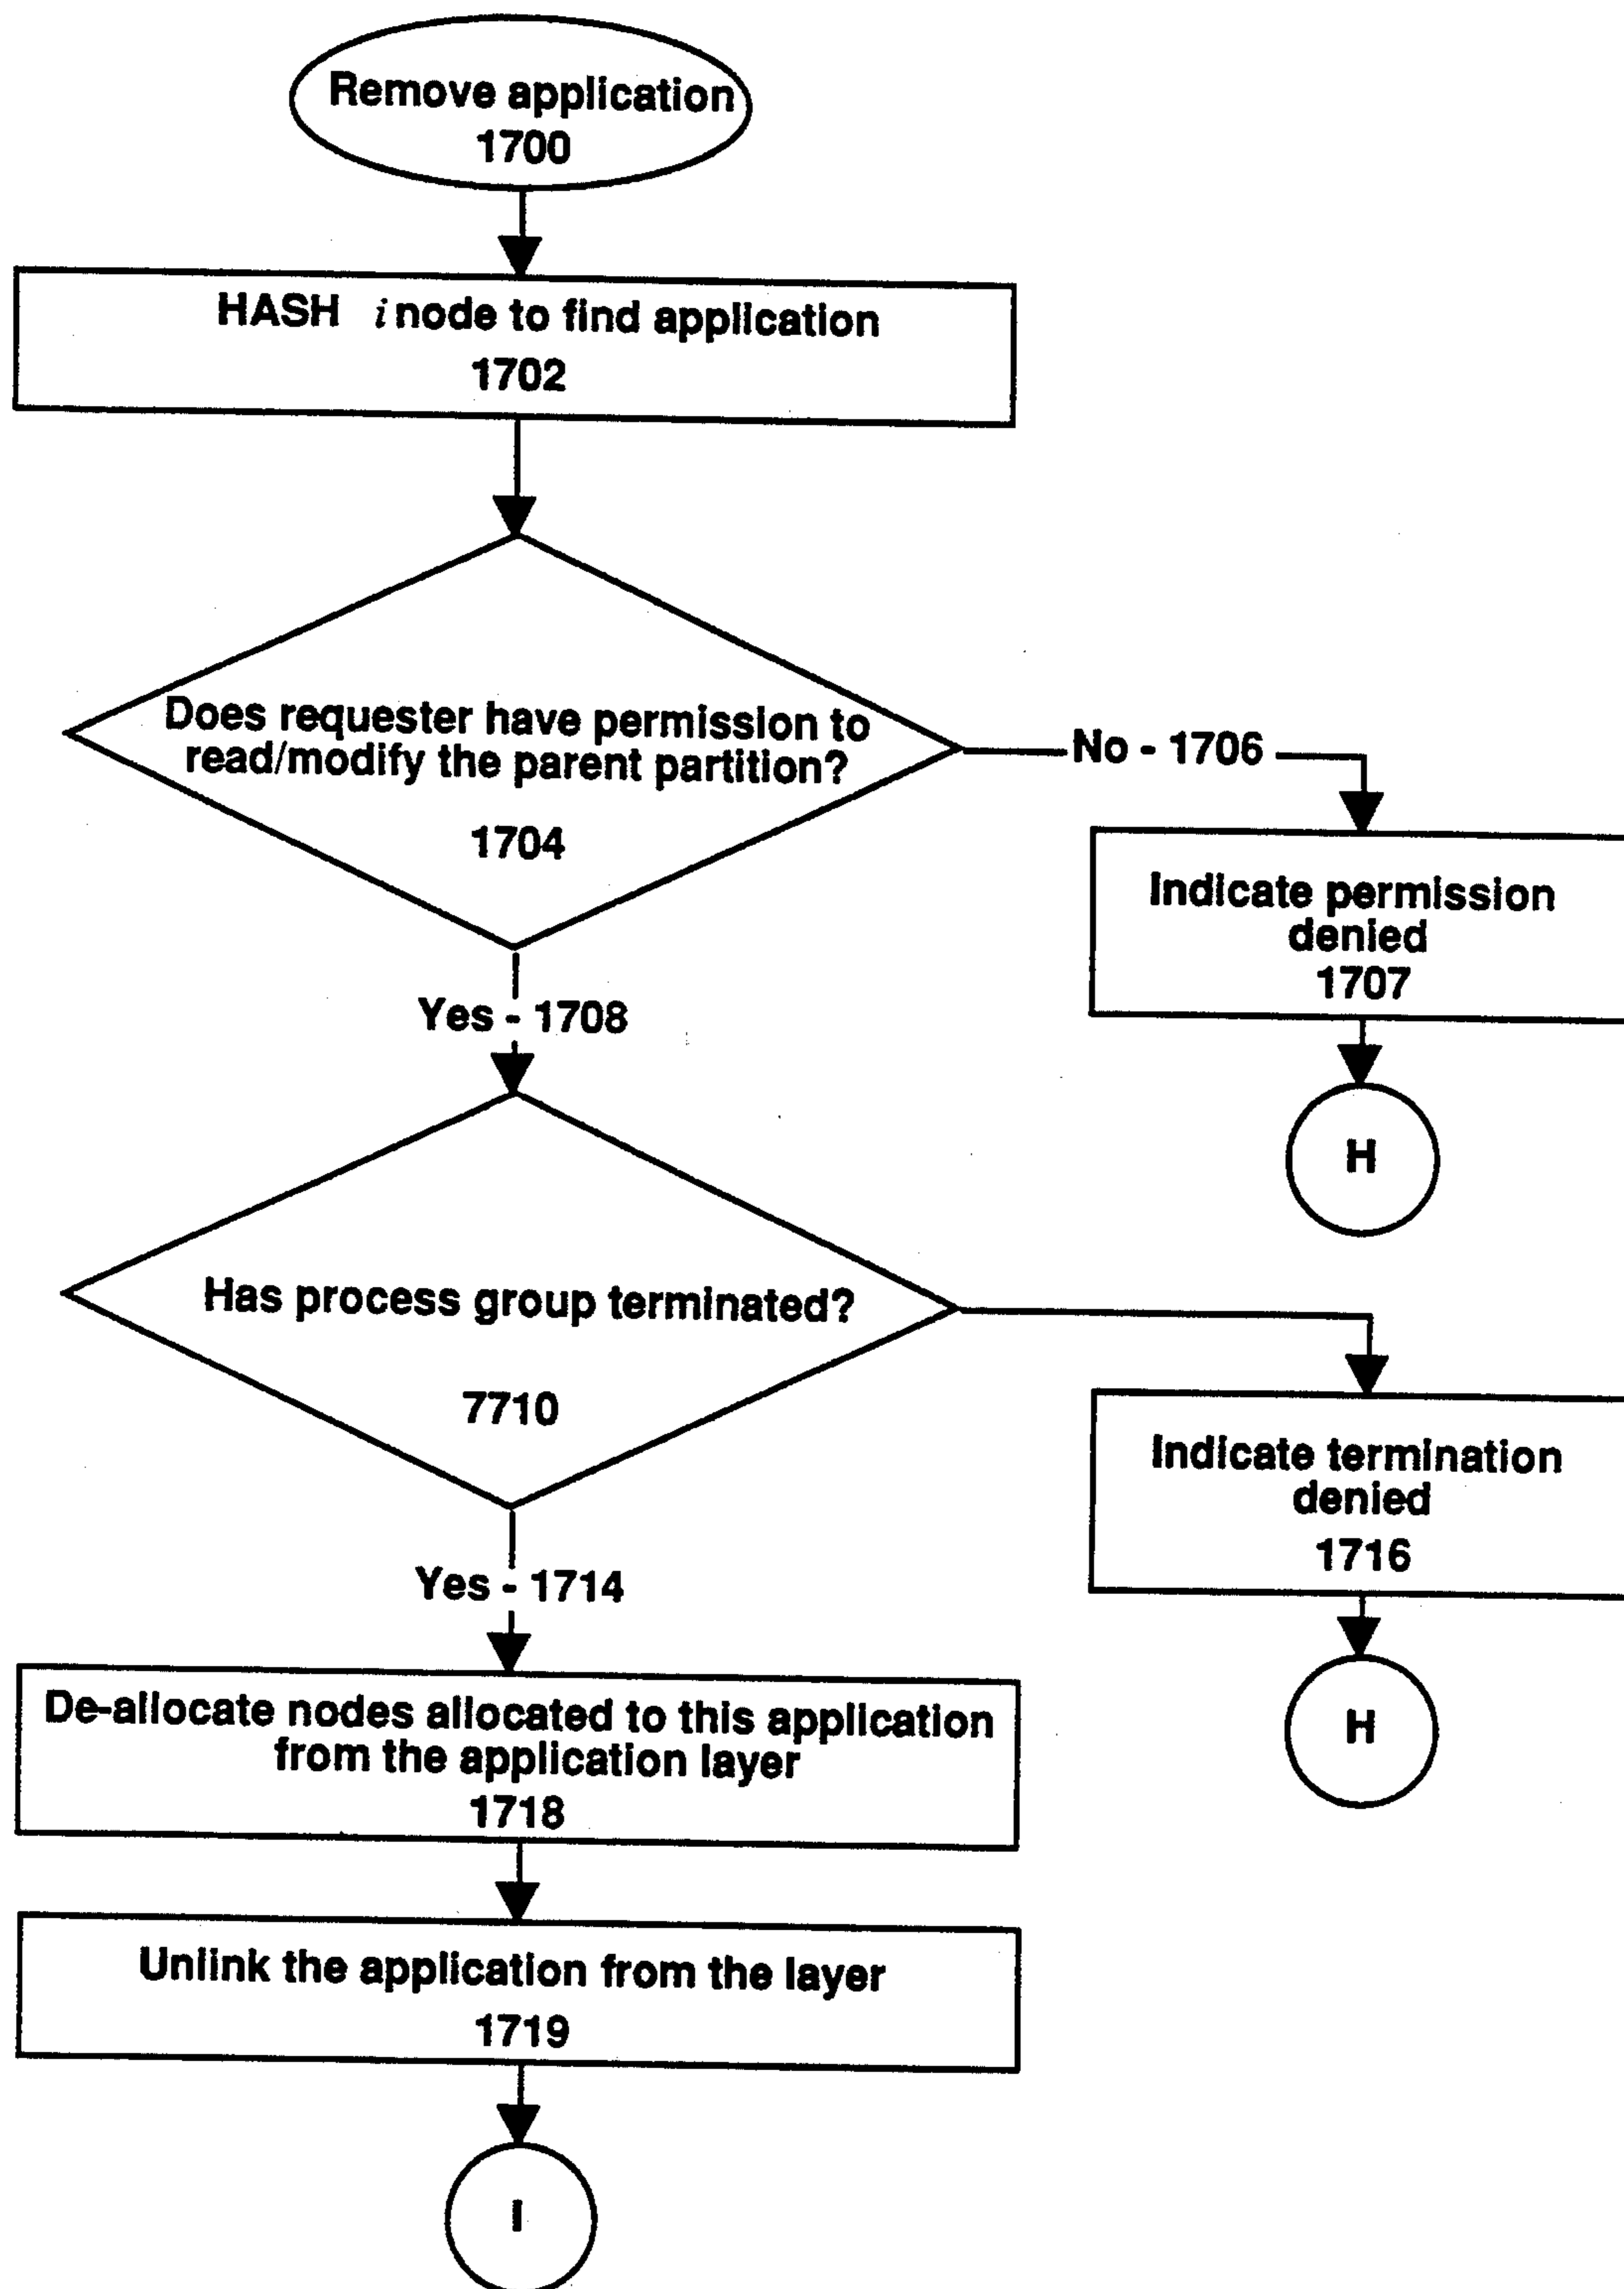 Remove application
1700
HASH i node to find application
1702
Does requester have permission to
read/modify the parent partition?
1704
No - 1706
Indicate permission
denied
1707
H
Yes - 1708
Has process group terminated?
7710
Indicate termination
denied
1716
H
Yes - 1714
De-allocate nodes allocated to this application
from the application layer
1718
Unlink the application from the layer
1719
I